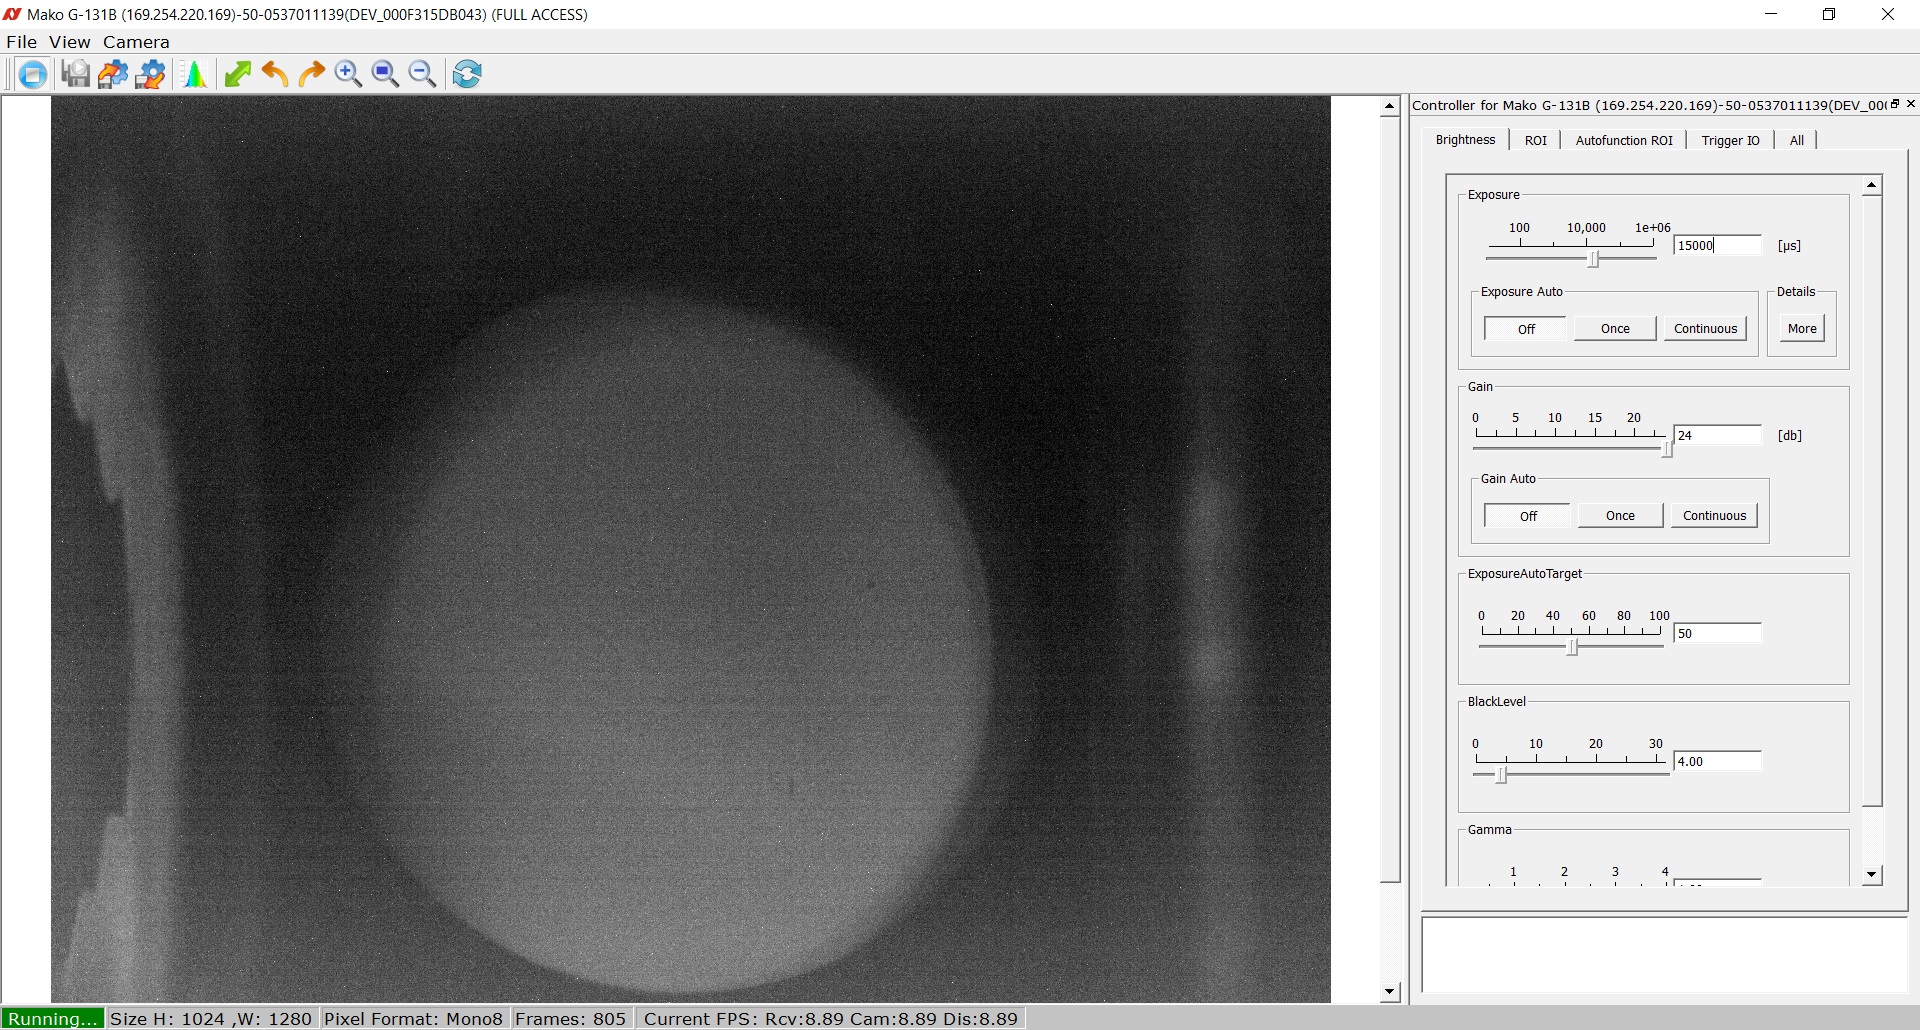 Mako G-131B (169.254.220.169)-50-0537011139(DEV_000F315DB043) (FULL ACCESS)
File View Camera
Controller for Mako G-131B (169.254.220.169)-50-0537011139(DEV_00
Brightness ROI Autofunction ROI Trigger IO All
Exposure
100 10,000 1e+06
15000 [µs]
Exposure Auto Details
Off Once Continuous More
Gain
0 5 10 15 20
24 [db]
Gain Auto
Off Once Continuous
ExposureAutoTarget
0 20 40 60 80 100
50
BlackLevel
0 10 20 30
4.00
Gamma
1 2 3 4
Running... Size H: 1024 ,W: 1280 Pixel Format: Mono8 Frames: 805 Current FPS: Rcv:8.89 Cam:8.89 Dis:8.89